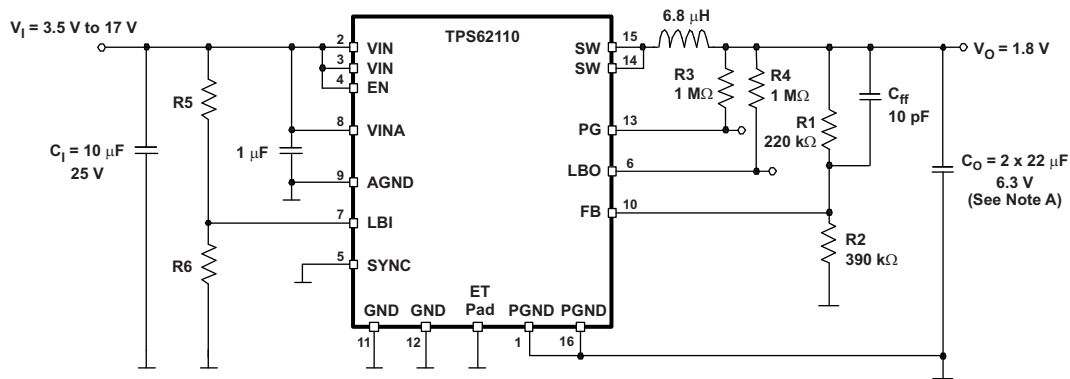 V_I = 3.5 V to 17 V
TPS62110
6.8 μH
V_O = 1.8 V
2
VIN
3
VIN
4
EN
8
VINA
9
AGND
7
LBI
5
SYNC
15
SW
14
SW
13
PG
6
LBO
10
FB
R5
R6
C_I = 10 μF
25 V
1 μF
R3
1 MΩ
R4
1 MΩ
R1
220 kΩ
C_ff
10 pF
R2
390 kΩ
C_O = 2 x 22 μF
6.3 V
(See Note A)
GND
GND
ET
Pad
PGND
PGND
11
12
1
16